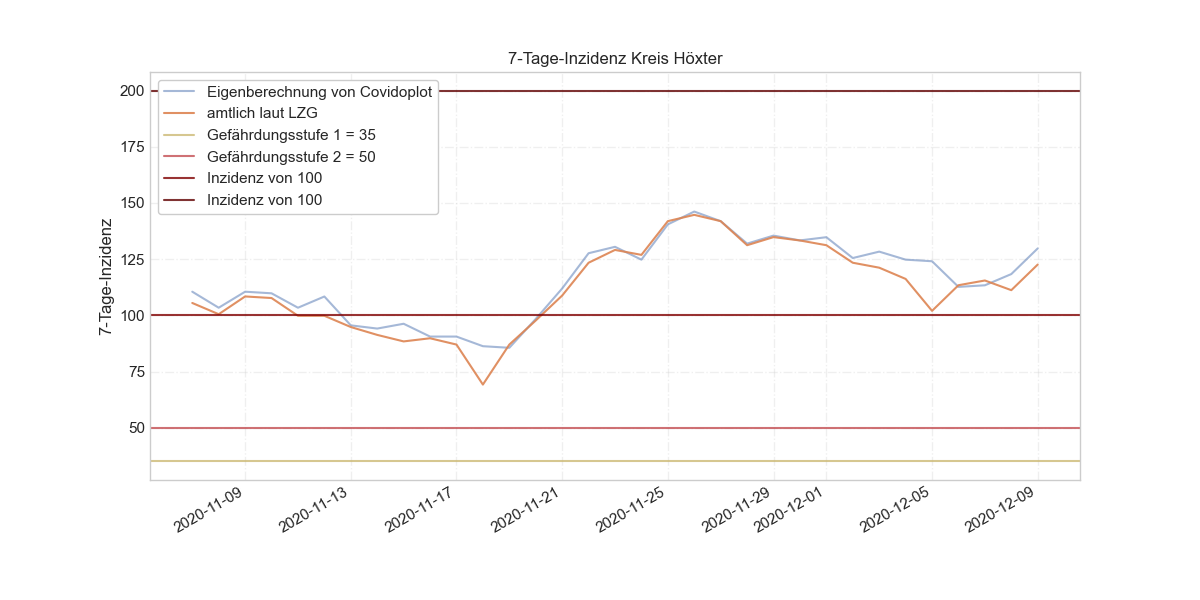 7-Tage-Inzidenz Kreis Höxter
Eigenberechnung von Covidoplot
amtlich laut LZG
Gefährdungsstufe 1 = 35
Gefährdungsstufe 2 = 50
Inzidenz von 100
Inzidenz von 100
7-Tage-Inzidenz
200
175
150
125
100
75
50
2020-11-09
2020-11-13
2020-11-17
2020-11-21
2020-11-25
2020-11-29
2020-12-01
2020-12-05
2020-12-09